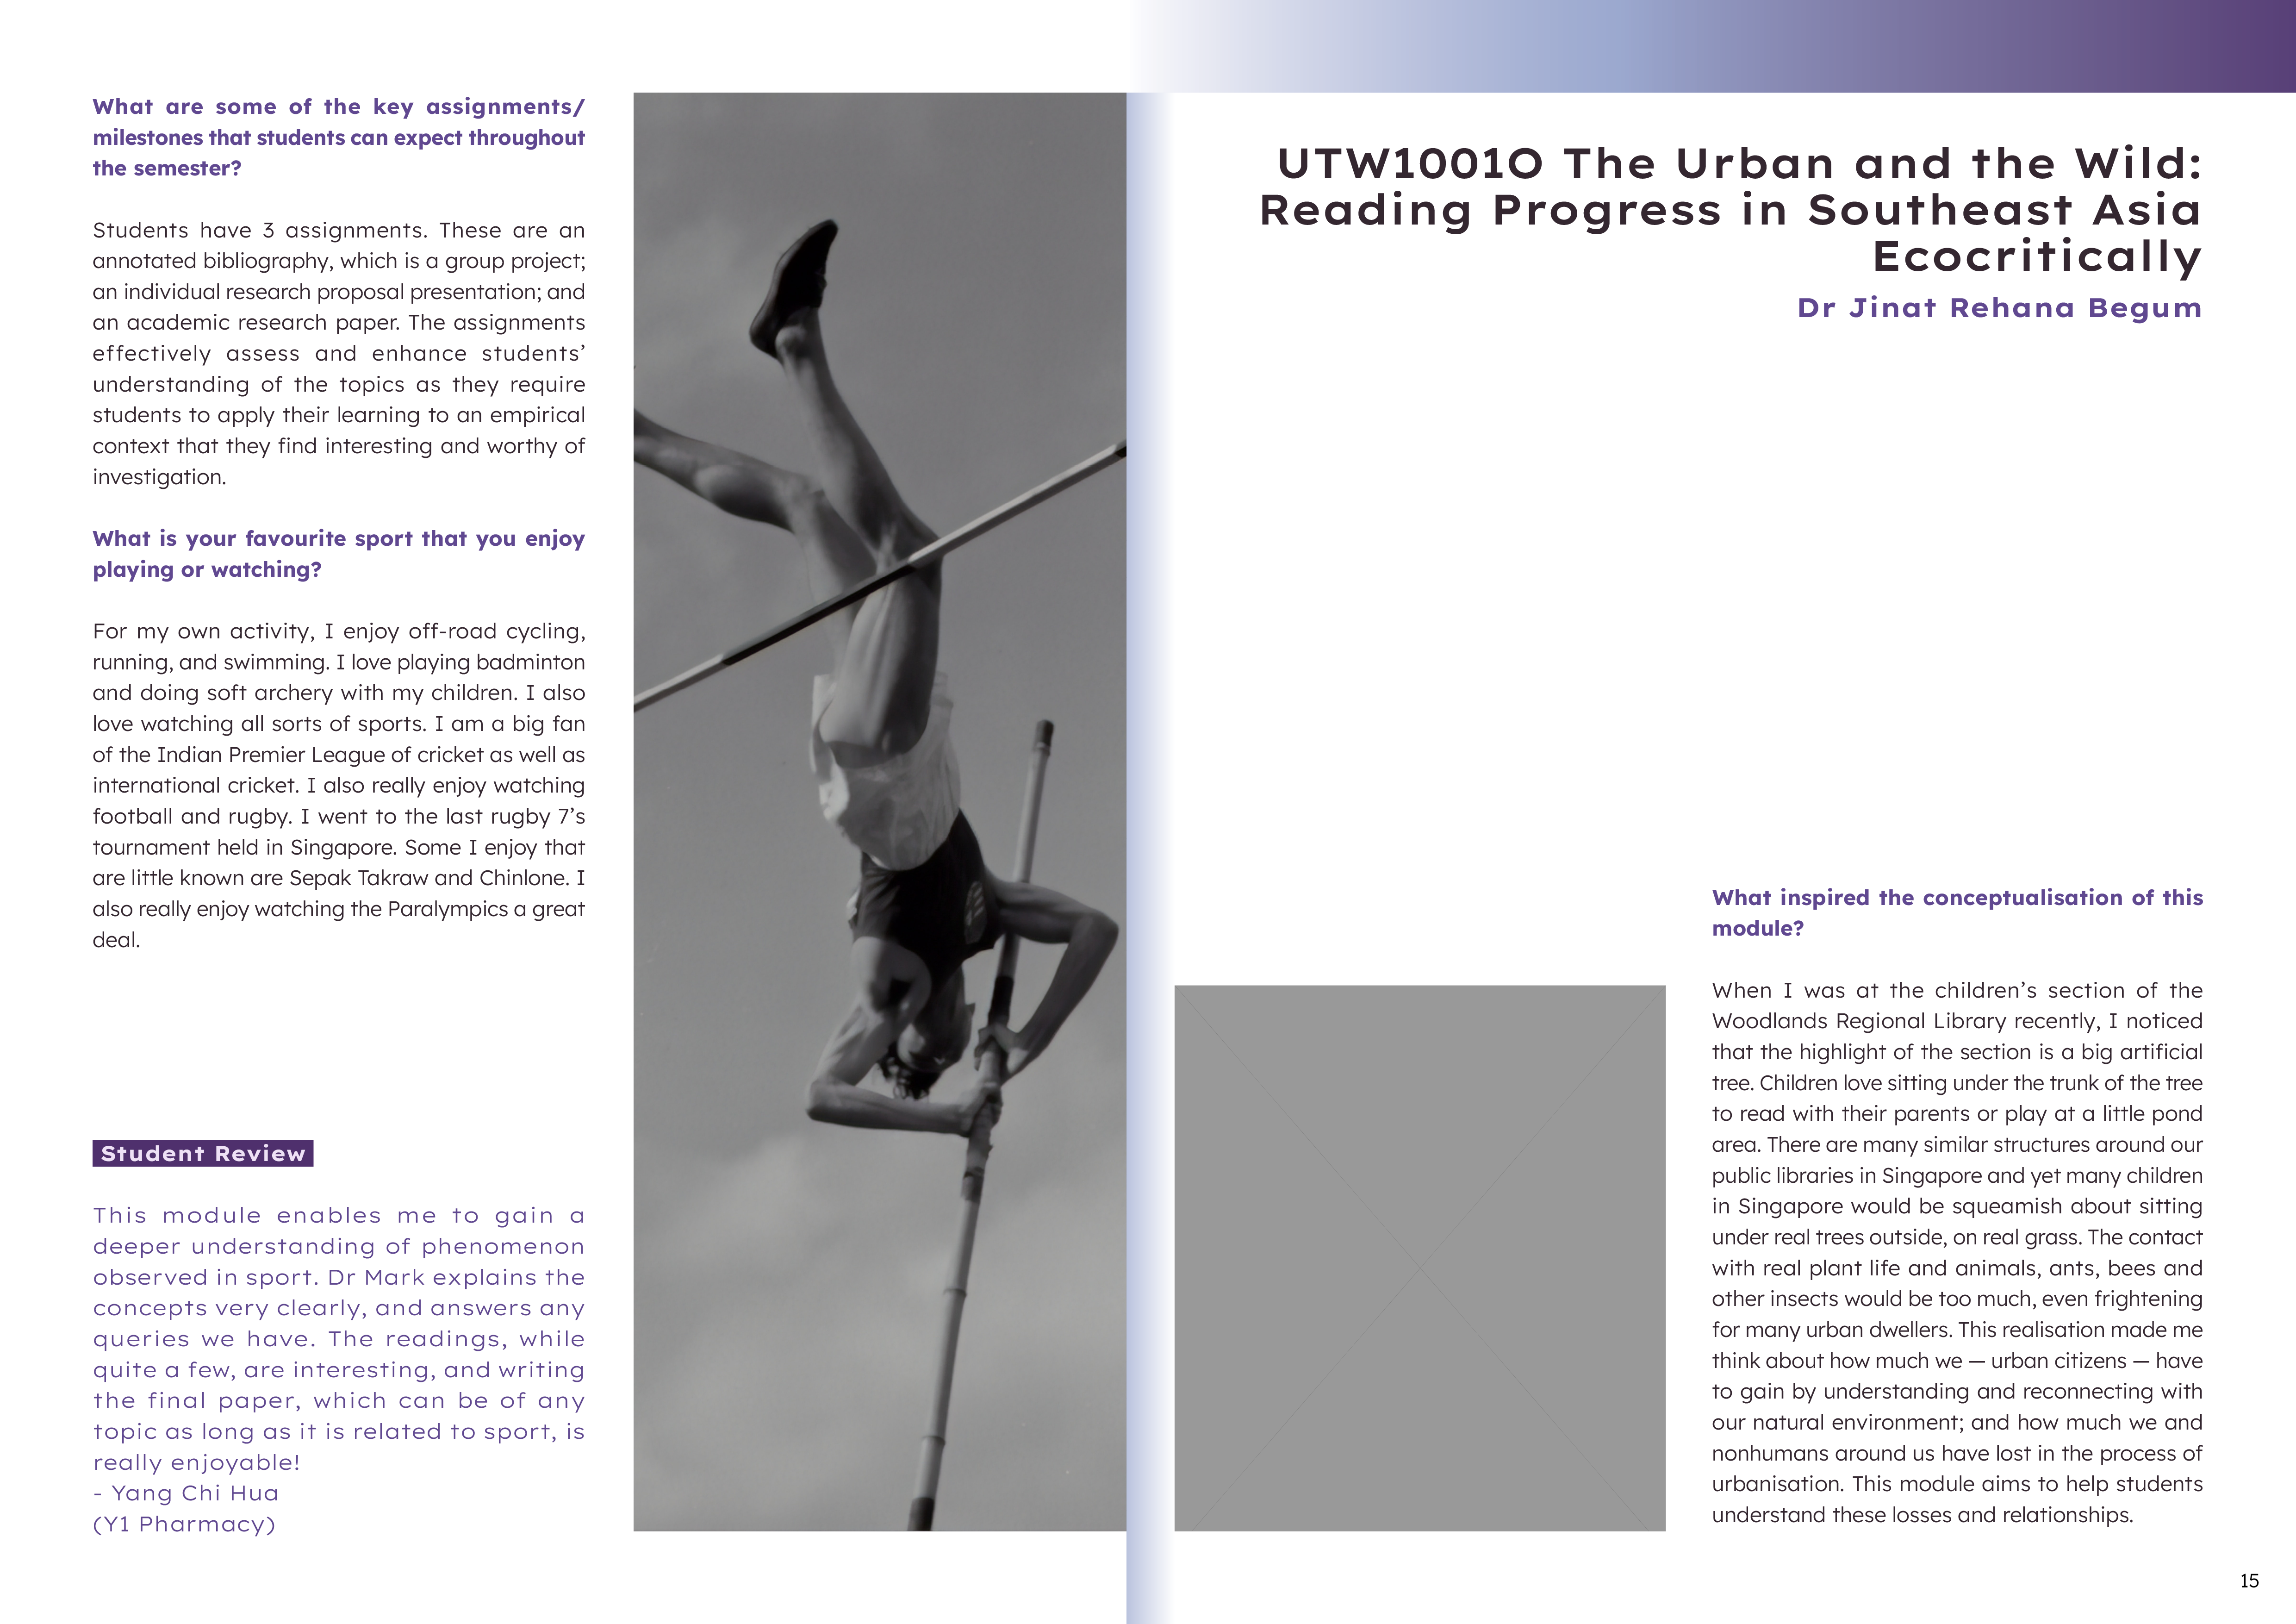 What are some of the key assignments/
milestones that students can expect throughout
the semester?
Students have 3 assignments. These are an
annotated bibliography, which is a group project;
an individual research proposal presentation; and
an academic research paper. The assignments
effectively assess and enhance students’
understanding of the topics as they require
students to apply their learning to an empirical
context that they find interesting and worthy of
investigation.
What is your favourite sport that you enjoy
playing or watching?
For my own activity, I enjoy off-road cycling,
running, and swimming. I love playing badminton
and doing soft archery with my children. I also
love watching all sorts of sports. I am a big fan
of the Indian Premier League of cricket as well as
international cricket. I also really enjoy watching
football and rugby. I went to the last rugby 7’s
tournament held in Singapore. Some I enjoy that
are little known are Sepak Takraw and Chinlone. I
also really enjoy watching the Paralympics a great
deal.
Student Review
This module enables me to gain a
deeper understanding of phenomenon
observed in sport. Dr Mark explains the
concepts very clearly, and answers any
queries we have. The readings, while
quite a few, are interesting, and writing
the final paper, which can be of any
topic as long as it is related to sport, is
really enjoyable!
- Yang Chi Hua
(Y1 Pharmacy)
UTW1001O The Urban and the Wild:
Reading Progress in Southeast Asia
Ecocritically
Dr Jinat Rehana Begum
What inspired the conceptualisation of this
module?
When I was at the children’s section of the
Woodlands Regional Library recently, I noticed
that the highlight of the section is a big artificial
tree. Children love sitting under the trunk of the tree
to read with their parents or play at a little pond
area. There are many similar structures around our
public libraries in Singapore and yet many children
in Singapore would be squeamish about sitting
under real trees outside, on real grass. The contact
with real plant life and animals, ants, bees and
other insects would be too much, even frightening
for many urban dwellers. This realisation made me
think about how much we — urban citizens — have
to gain by understanding and reconnecting with
our natural environment; and how much we and
nonhumans around us have lost in the process of
urbanisation. This module aims to help students
understand these losses and relationships.
15